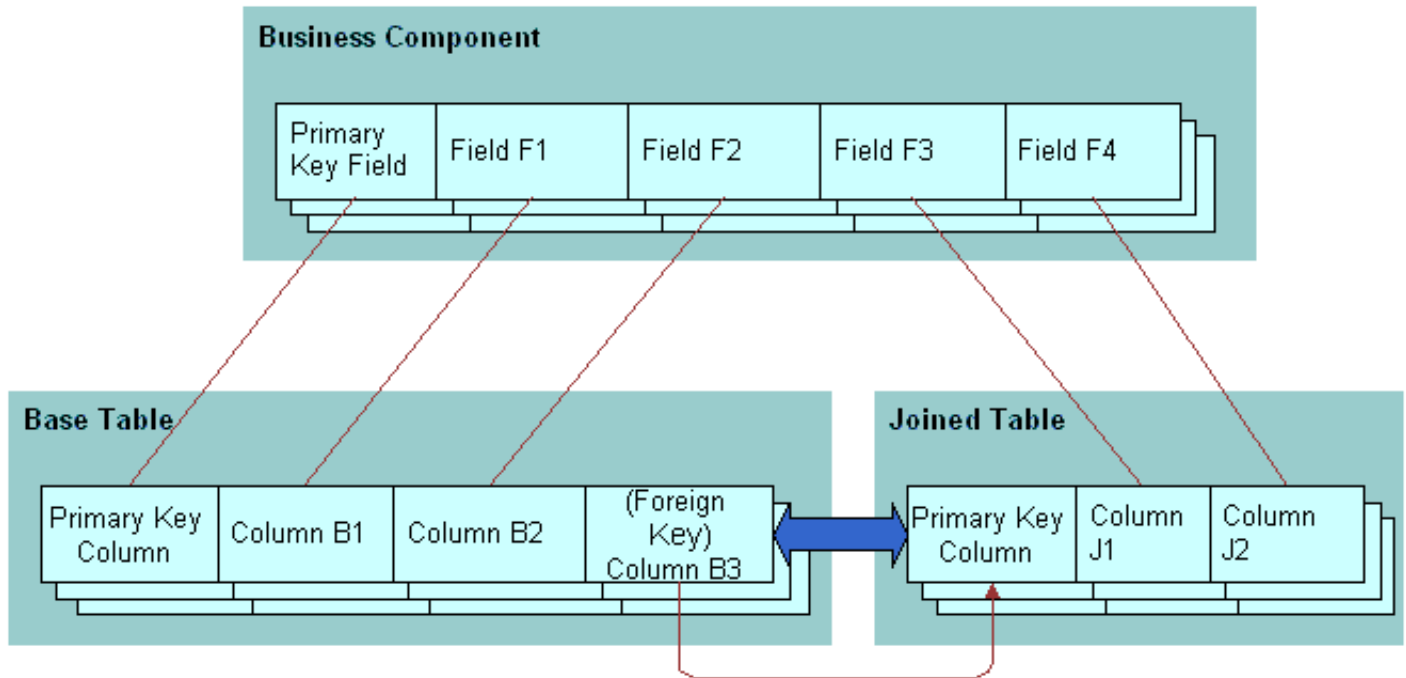 Business Component
Primary
Key Field
Field F1
Field F2
Field F3
Field F4
Base Table
Primary Key
Column
Column B1
Column B2
(Foreign
Key)
Column B3
Joined Table
Primary Key
Column
Column
J1
Column
J2